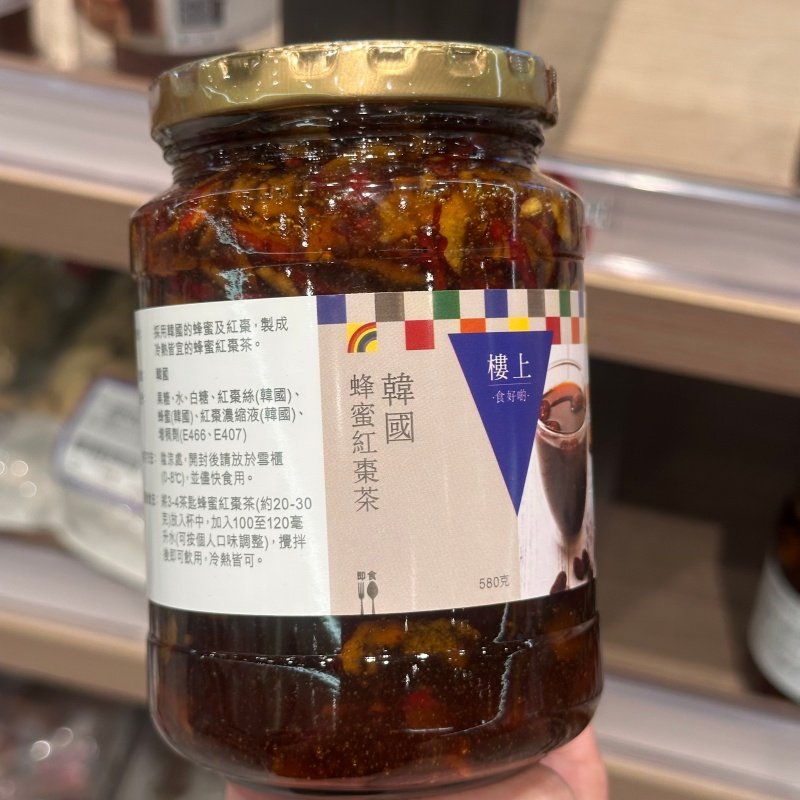 採用韓國的蜂蜜及紅棗，製成
冷熱皆宜的蜂蜜紅棗茶。
韓國
果糖、水、白糖、紅棗絲(韓國)、
蜂蜜(韓國)、紅棗濃縮液(韓國)、
增稠劑(E466、E407)
陰涼處，開封後請放於雪櫃
(0-8℃)，並儘快食用。
將3-4茶匙蜂蜜紅棗茶(約20-30
克)放入杯中，加入100至120毫
升水(可按個人口味調整)，攪拌
後即可飲用，冷熱皆可。
韓國
蜂蜜紅棗茶
樓上
·食好啲·
即食
580克